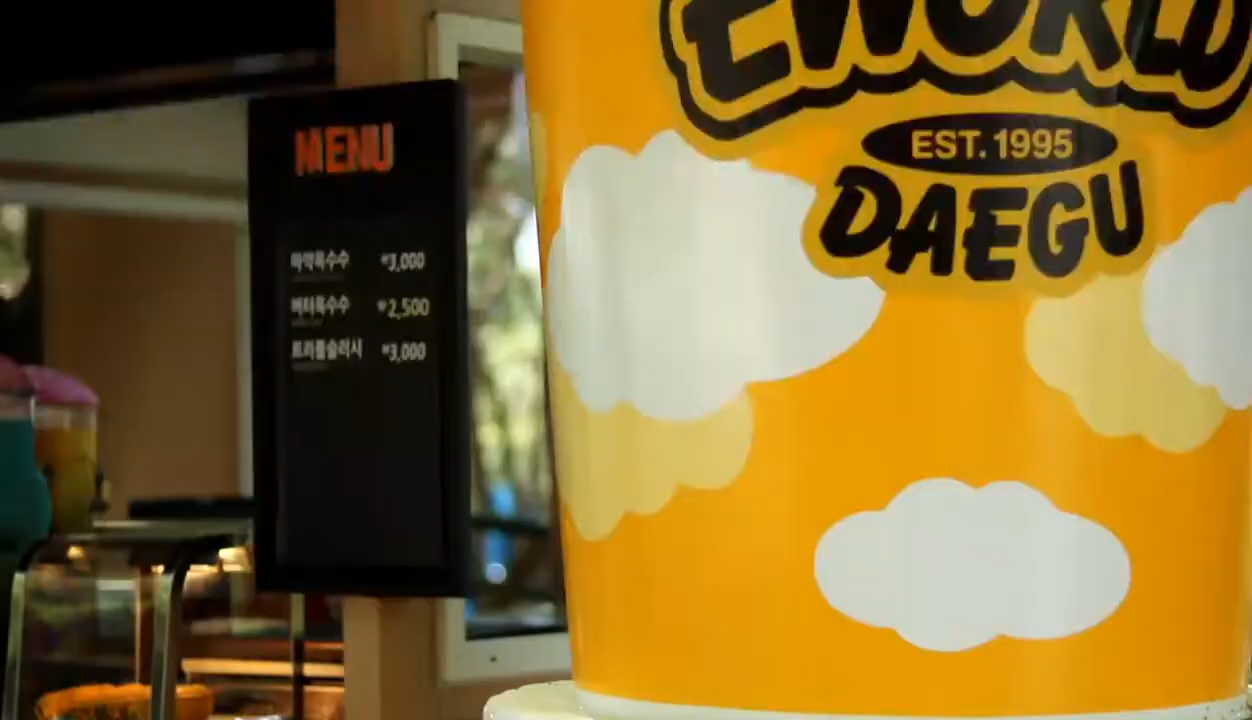 MENU
마약옥수수 ₩3,000
버터옥수수 ₩2,500
트리플슬러시 ₩3,000
EWORLD
EST. 1995
DAEGU